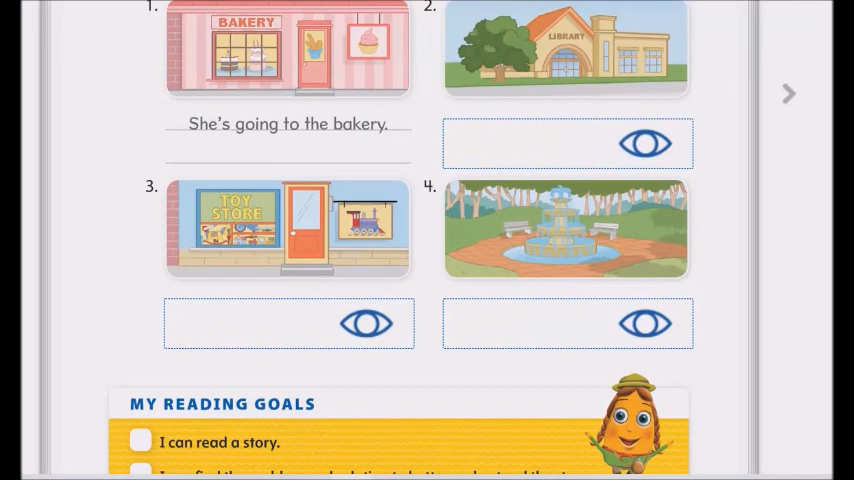 1.
BAKERY
2.
LIBRARY
She's going to the bakery.
3.
TOY
STORE
4.
MY READING GOALS
I can read a story.